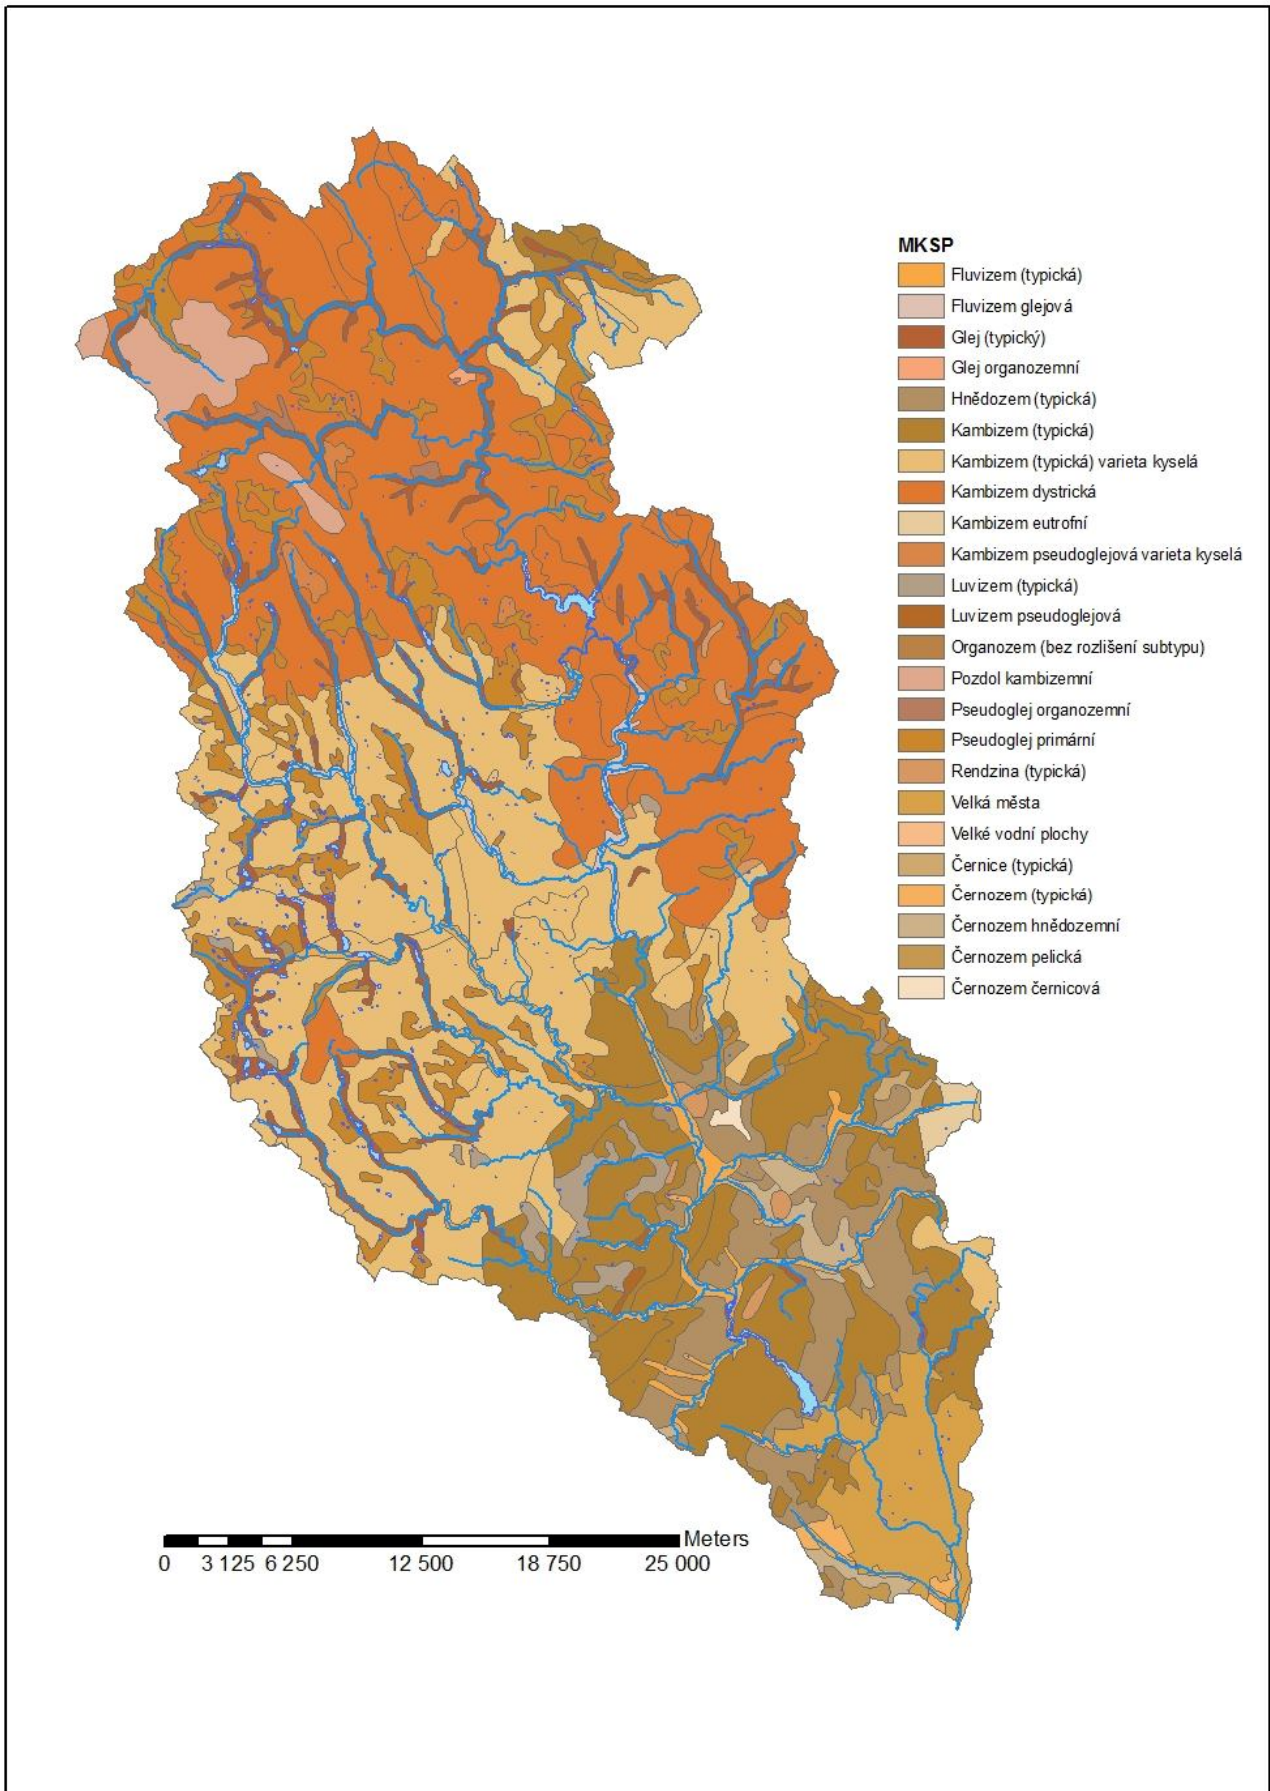 MKSP
Fluvizem (typická)
Fluvizem glejová
Glej (typický)
Glej organozemní
Hnědozem (typická)
Kambizem (typická)
Kambizem (typická) varieta kyselá
Kambizem dystrická
Kambizem eutrofní
Kambizem pseudoglejová varieta kyselá
Luvizem (typická)
Luvizem pseudoglejová
Organozem (bez rozlišení subtypu)
Pozdol kambizemní
Pseudoglej organozemní
Pseudoglej primární
Rendzina (typická)
Velká města
Velké vodní plochy
Černice (typická)
Černozem (typická)
Černozem hnědozemní
Černozem pelická
Černozem černicová
Meters
0 3 125 6 250 12 500 18 750 25 000